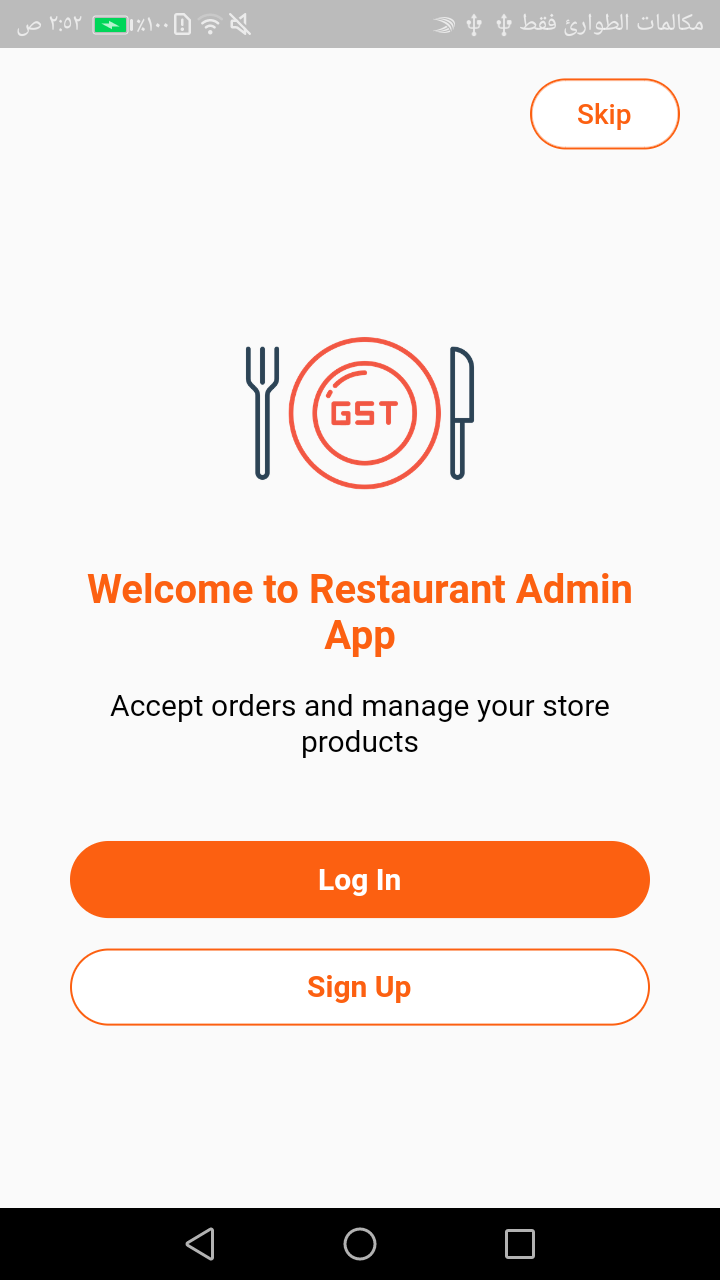 مكالمات الطوارئ فقط
٪١٠٠
٢:٥٢ ص
Skip
GST
Welcome to Restaurant Admin
App
Accept orders and manage your store
products
Log In
Sign Up